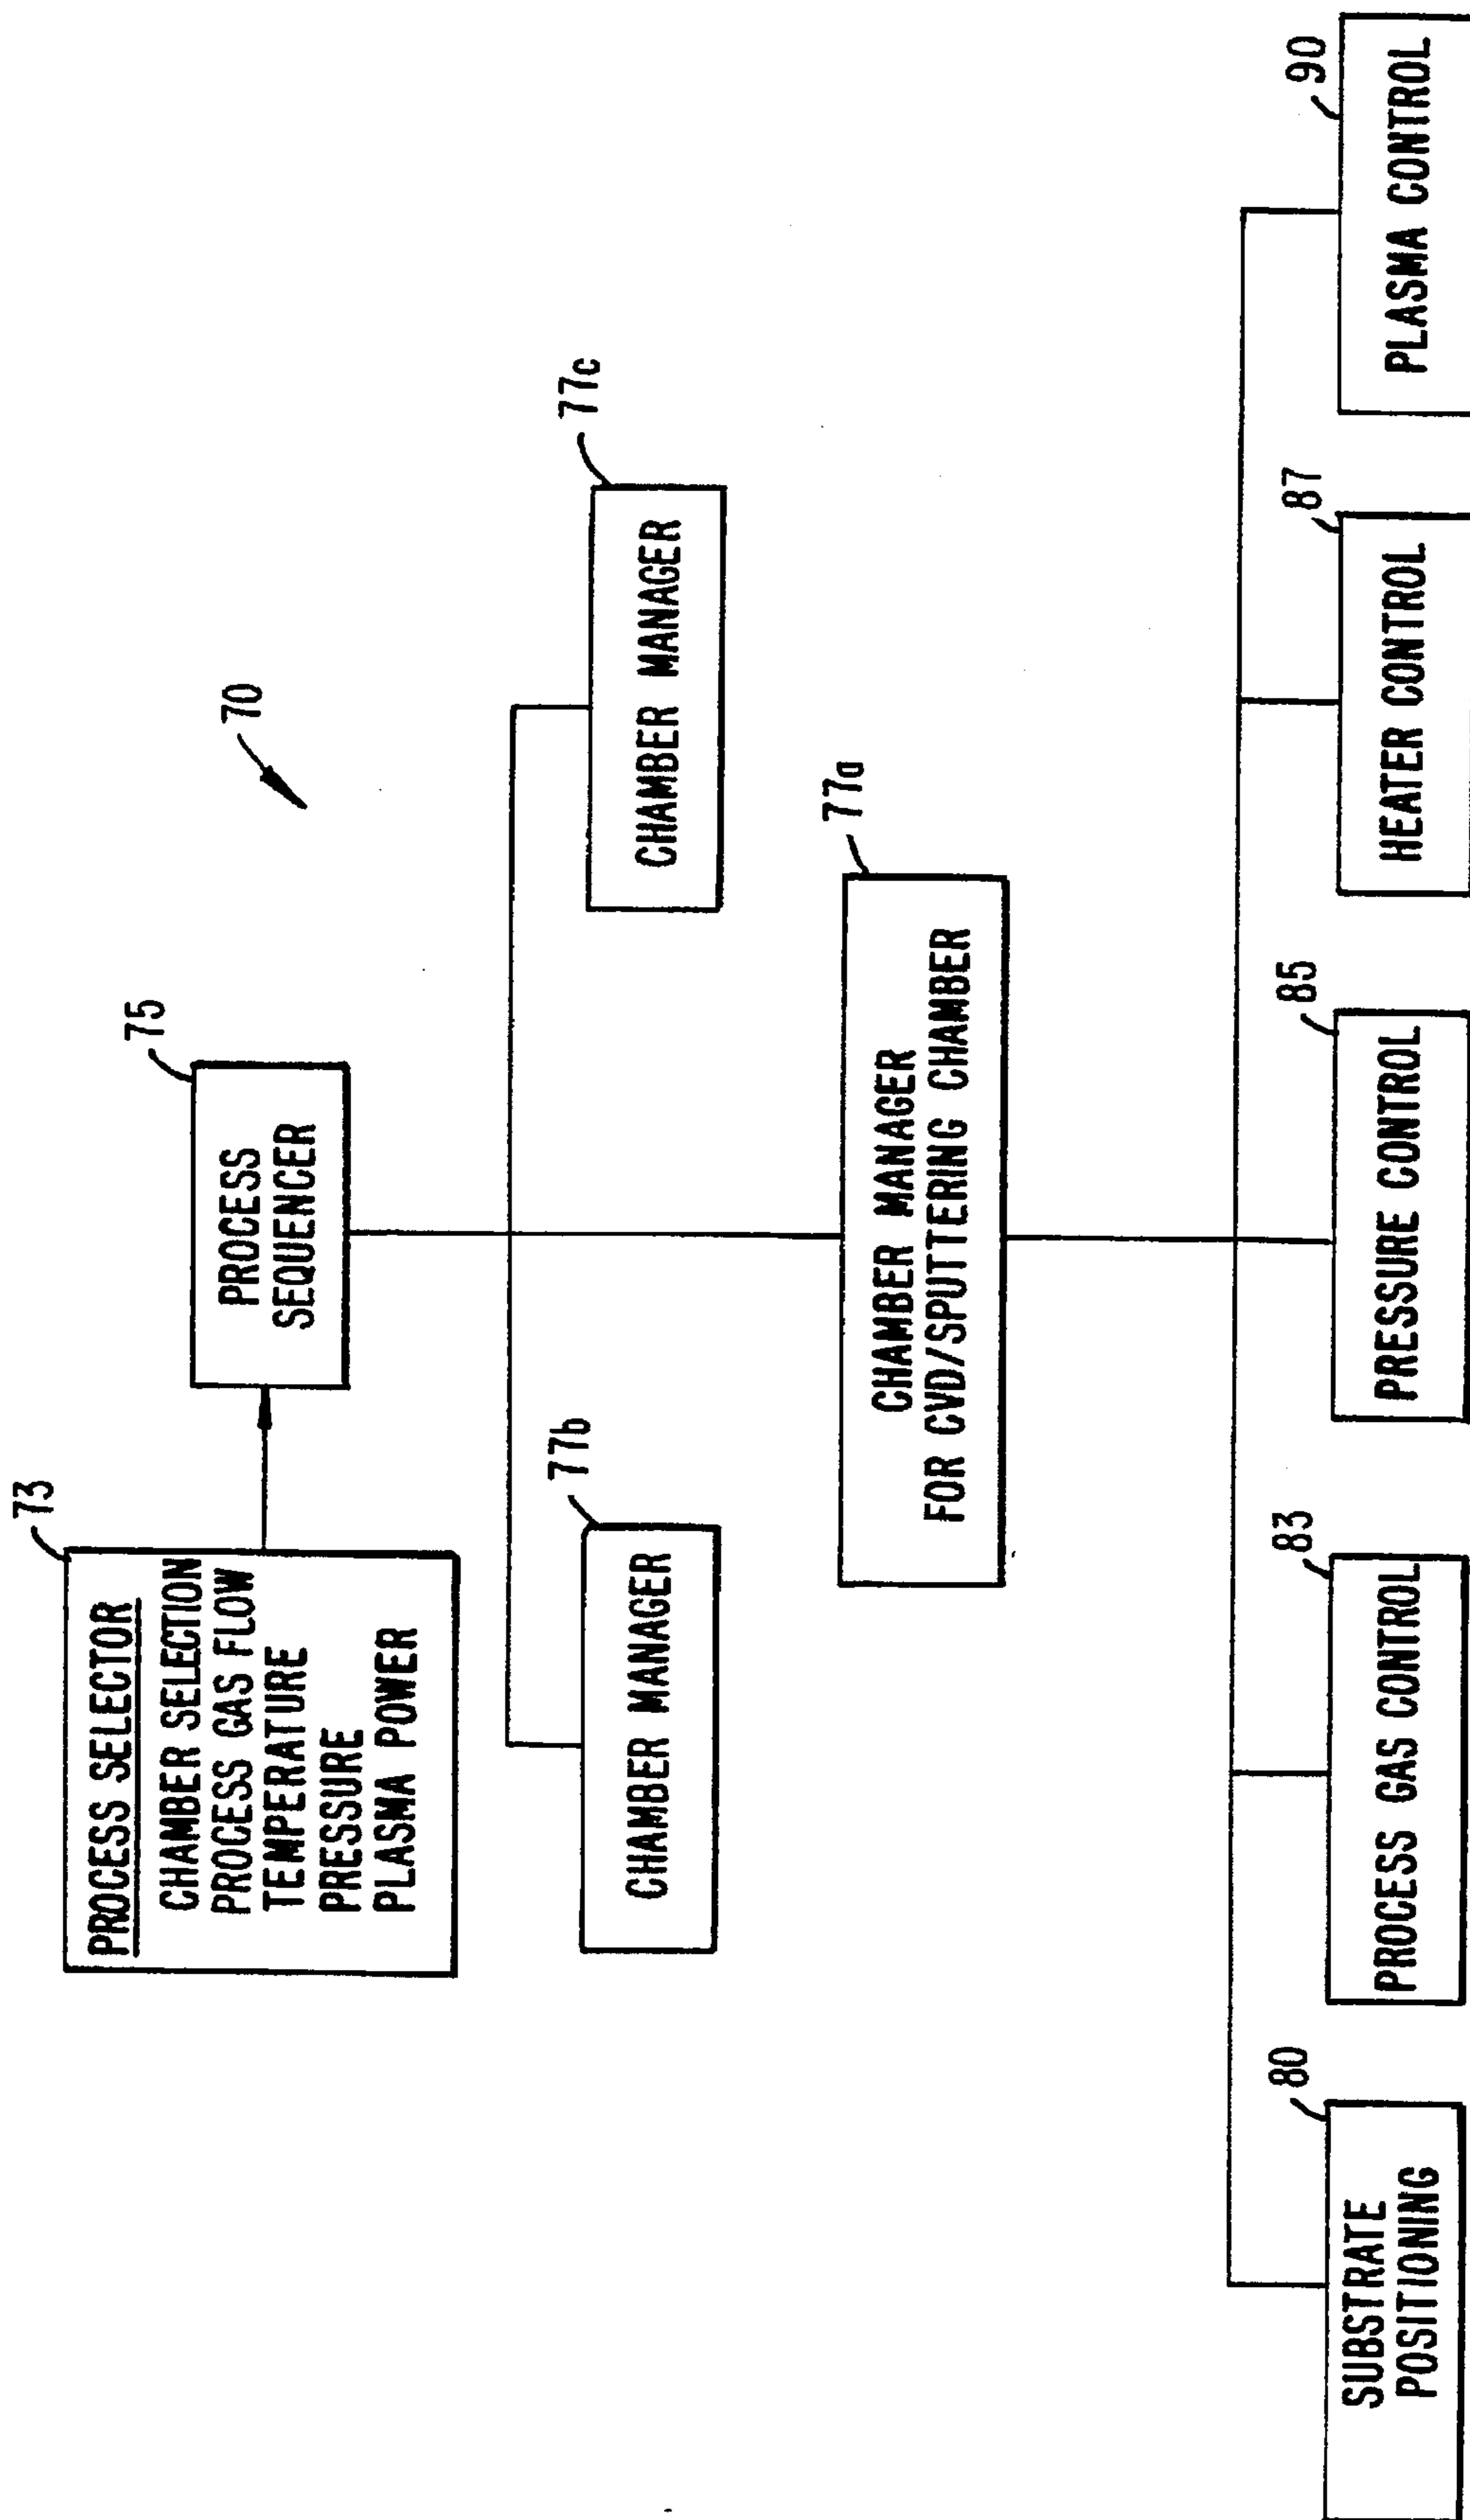 70
73
PROCESS SELECTOR
CHAMBER SELECTION
PROCESS GAS FLOW
TEMPERATURE
PRESSURE
PLASMA POWER
75
PROCESS
SEQUENCER
77b
CHAMBER MANAGER
77c
CHAMBER MANAGER
77a
CHAMBER MANAGER
FOR CVD/SPUTTERING CHAMBER
80
SUBSTRATE
POSITIONING
83
PROCESS GAS CONTROL
85
PRESSURE CONTROL
87
HEATER CONTROL
90
PLASMA CONTROL